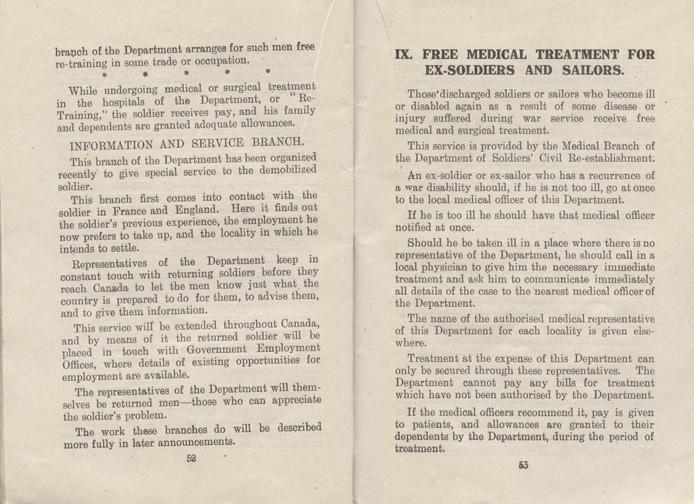 branch of the Department arranges for such men free
re-training in some trade or occupation.
* * * * *
While undergoing medical or surgical treatment
in the hospitals of the Department, or "Re-
Training," the soldier receives pay, and his family
and dependents are granted adequate allowances.
INFORMATION AND SERVICE BRANCH.
This branch of the Department has been organized
recently to give special service to the demobilized
soldier.
This branch first comes into contact with the
soldier in France and England. Here it finds out
the soldier's previous experience, the employment he
now prefers to take up, and the locality in which he
intends to settle.
Representatives of the Department keep in
constant touch with returning soldiers before they
reach Canada to let the men know just what the
country is prepared to do for them, to advise them,
and to give them information.
This service will be extended throughout Canada,
and by means of it the returned soldier will be
placed in touch with Government Employment
Offices, where details of existing opportunities for
employment are available.
The representatives of the Department will them-
selves be returned men—those who can appreciate
the soldier's problem.
The work these branches do will be described
more fully in later announcements.
52
IX. FREE MEDICAL TREATMENT FOR
EX-SOLDIERS AND SAILORS.
Those discharged soldiers or sailors who become ill
or disabled again as a result of some disease or
injury suffered during war service receive free
medical and surgical treatment.
This service is provided by the Medical Branch of
the Department of Soldiers' Civil Re-establishment.
An ex-soldier or ex-sailor who has a recurrence of
a war disability should, if he is not too ill, go at once
to the local medical officer of this Department.
If he is too ill he should have that medical officer
notified at once.
Should he be taken ill in a place where there is no
representative of the Department, he should call in a
local physician to give him the necessary immediate
treatment and ask him to communicate immediately
all details of the case to the nearest medical officer of
the Department.
The name of the authorised medical representative
of this Department for each locality is given else-
where.
Treatment at the expense of this Department can
only be secured through these representatives. The
Department cannot pay any bills for treatment
which have not been authorised by the Department.
If the medical officers recommend it, pay is given
to patients, and allowances are granted to their
dependents by the Department, during the period of
treatment.
53